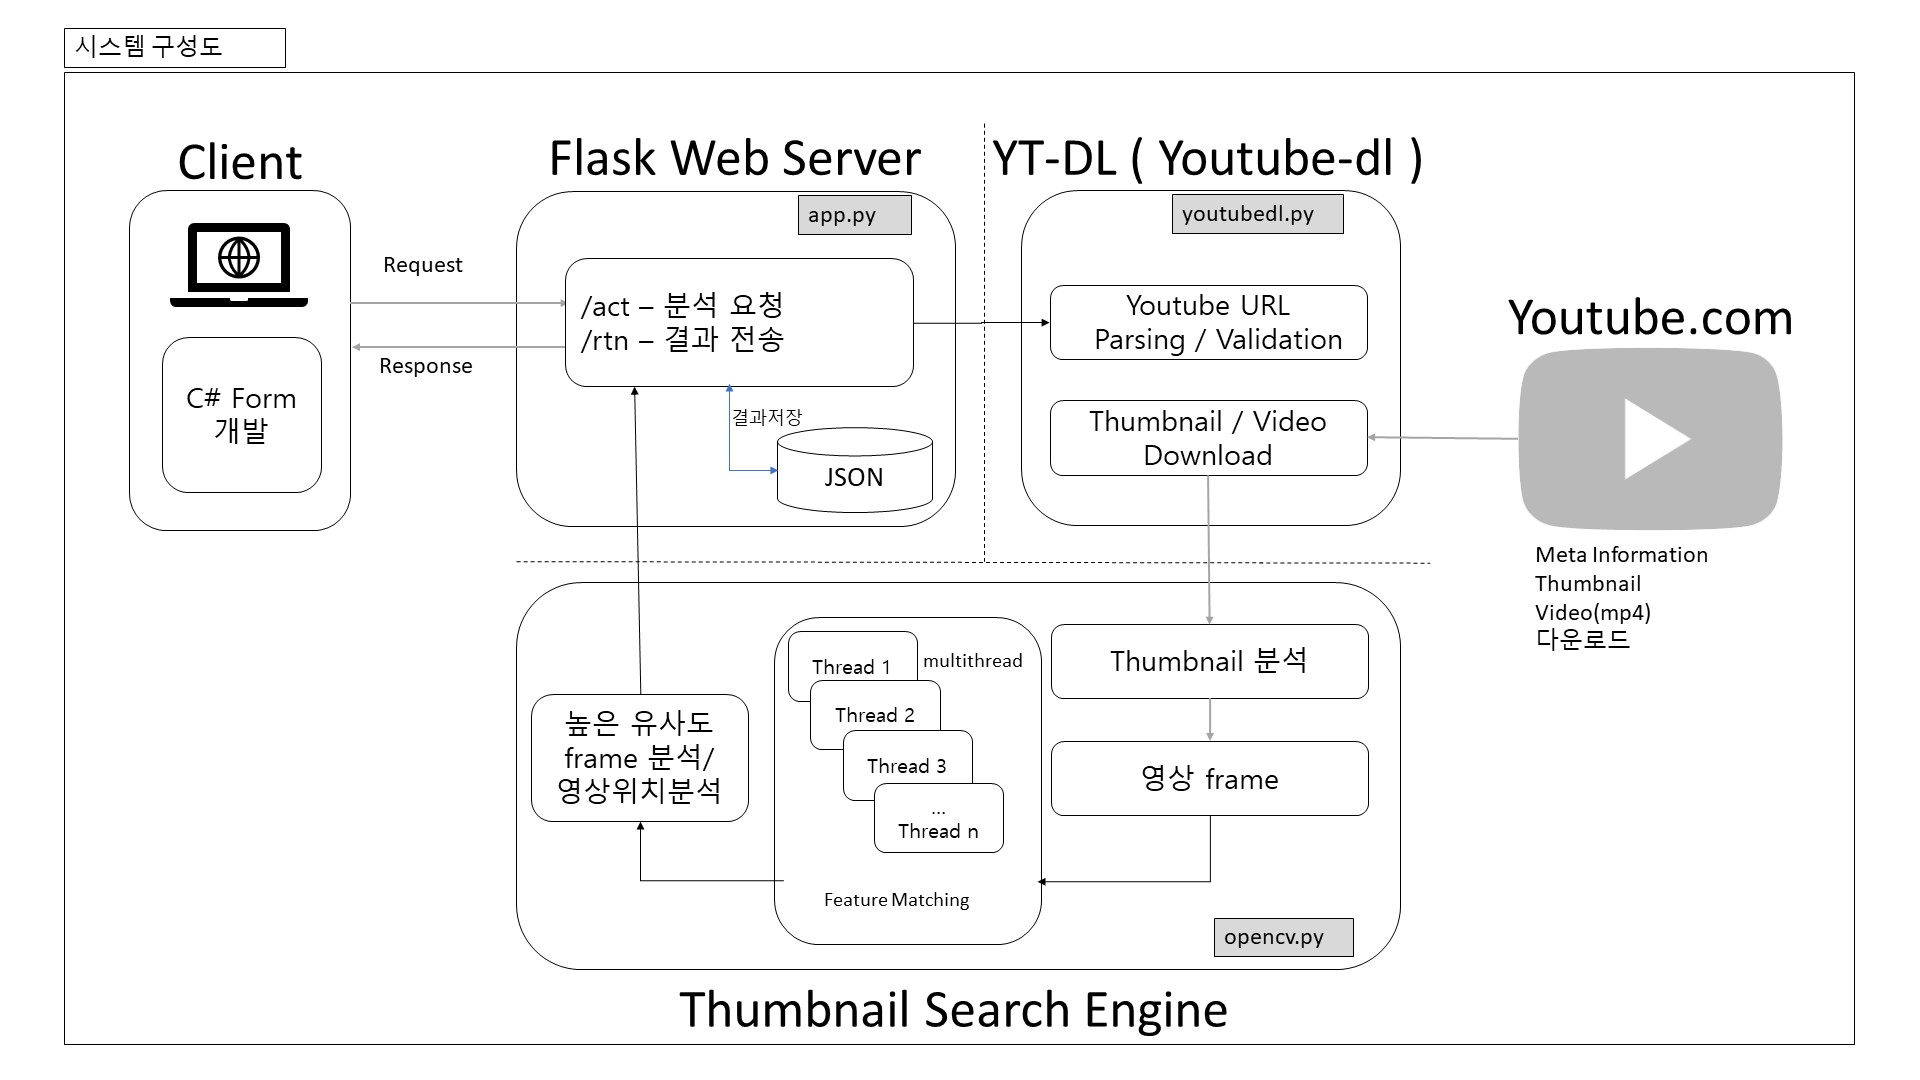 시스템 구성도
Client
Flask Web Server
YT-DL ( Youtube-dl )
app.py
youtubedl.py
Request
Response
C# Form
개발
/act – 분석 요청
/rtn – 결과 전송
결과저장
JSON
Youtube URL
Parsing / Validation
Thumbnail / Video
Download
Youtube.com
Meta Information
Thumbnail
Video(mp4)
다운로드
Thumbnail 분석
영상 frame
multithread
Thread 1
Thread 2
Thread 3
...
Thread n
Feature Matching
높은 유사도
frame 분석/
영상위치분석
opencv.py
Thumbnail Search Engine